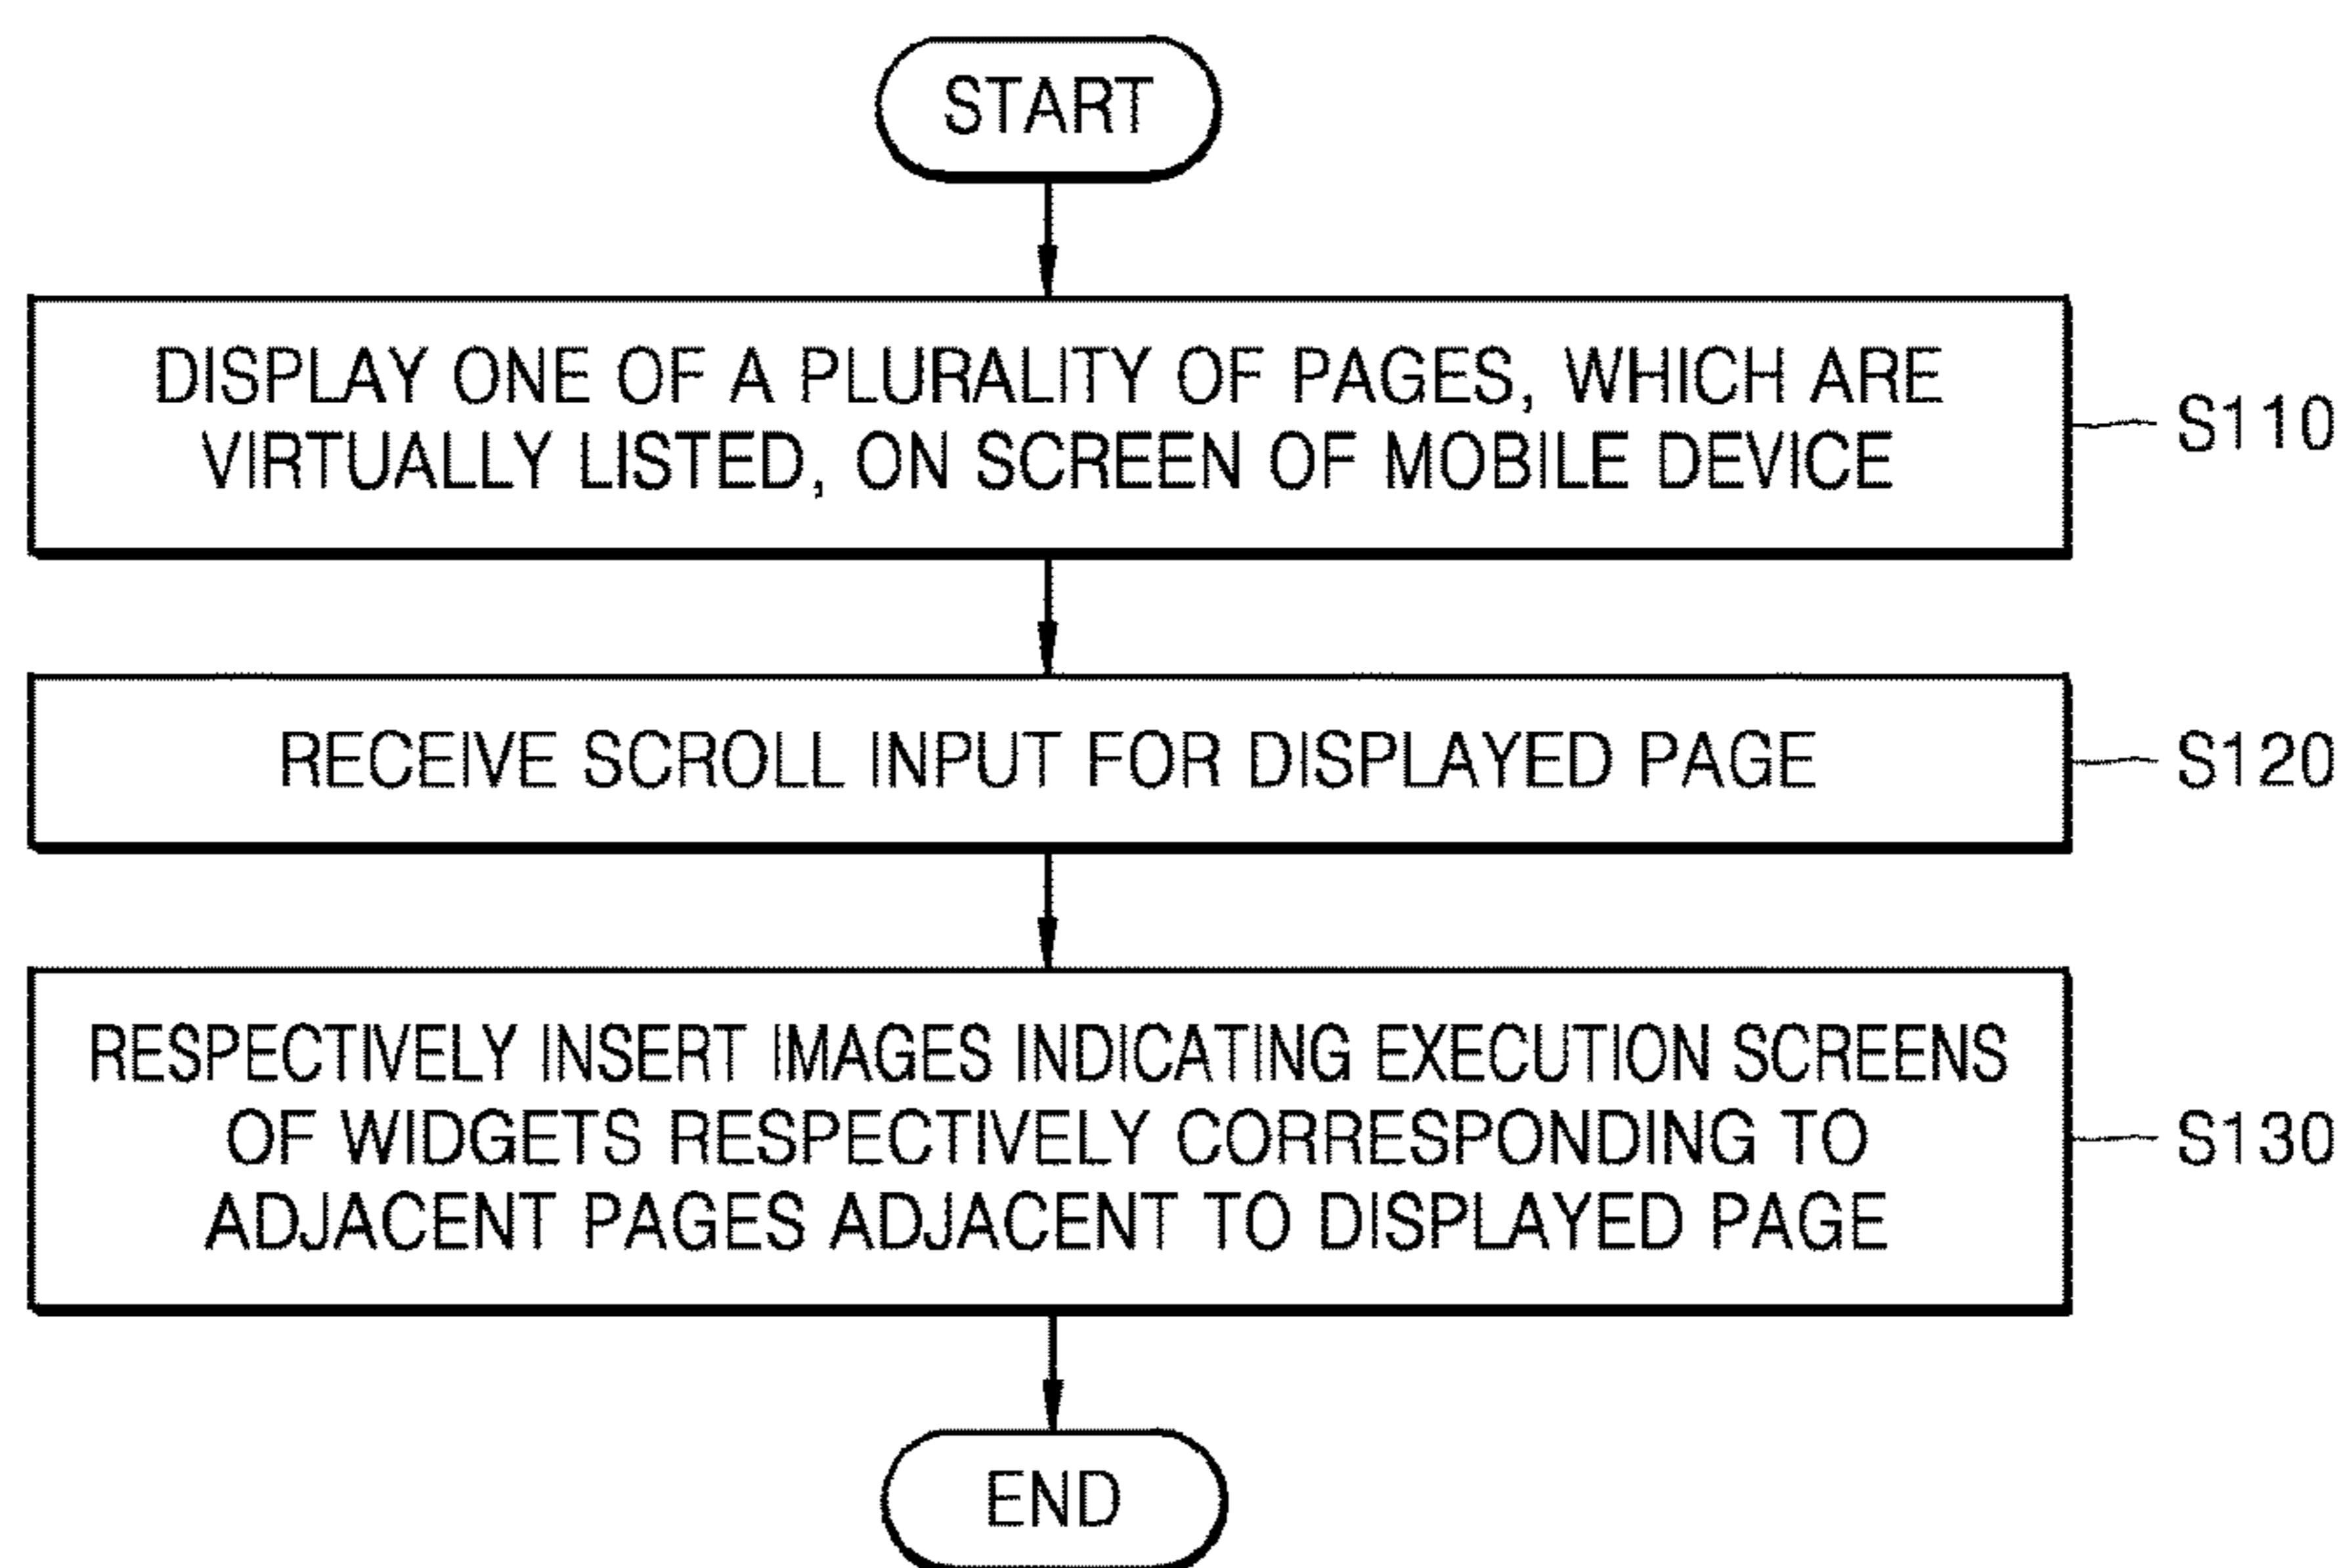 START
DISPLAY ONE OF A PLURALITY OF PAGES, WHICH ARE
VIRTUALLY LISTED, ON SCREEN OF MOBILE DEVICE
S110
RECEIVE SCROLL INPUT FOR DISPLAYED PAGE
S120
RESPECTIVELY INSERT IMAGES INDICATING EXECUTION SCREENS
OF WIDGETS RESPECTIVELY CORRESPONDING TO
ADJACENT PAGES ADJACENT TO DISPLAYED PAGE
S130
END